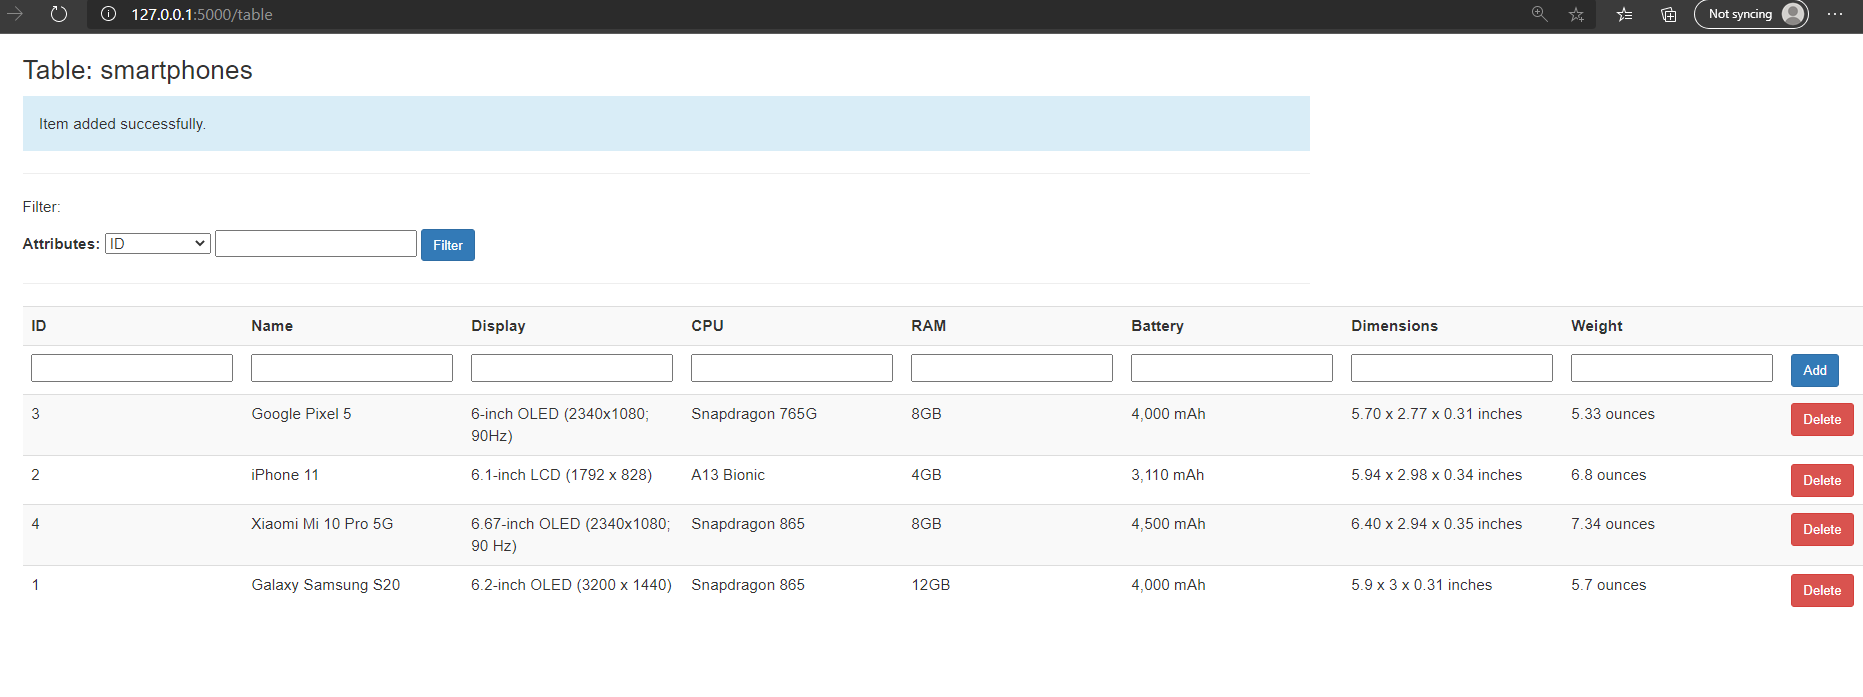 127.0.0.1:5000/table
Not syncing
Table: smartphones
Item added successfully.
Filter:
Attributes: ID Filter
ID Name Display CPU RAM Battery Dimensions Weight
Add
3 Google Pixel 5 6-inch OLED (2340x1080; Snapdragon 765G 8GB 4,000 mAh 5.70 x 2.77 x 0.31 inches 5.33 ounces Delete
90Hz)
2 iPhone 11 6.1-inch LCD (1792 x 828) A13 Bionic 4GB 3,110 mAh 5.94 x 2.98 x 0.34 inches 6.8 ounces Delete
4 Xiaomi Mi 10 Pro 5G 6.67-inch OLED (2340x1080; Snapdragon 865 8GB 4,500 mAh 6.40 x 2.94 x 0.35 inches 7.34 ounces Delete
90 Hz)
1 Galaxy Samsung S20 6.2-inch OLED (3200 x 1440) Snapdragon 865 12GB 4,000 mAh 5.9 x 3 x 0.31 inches 5.7 ounces Delete